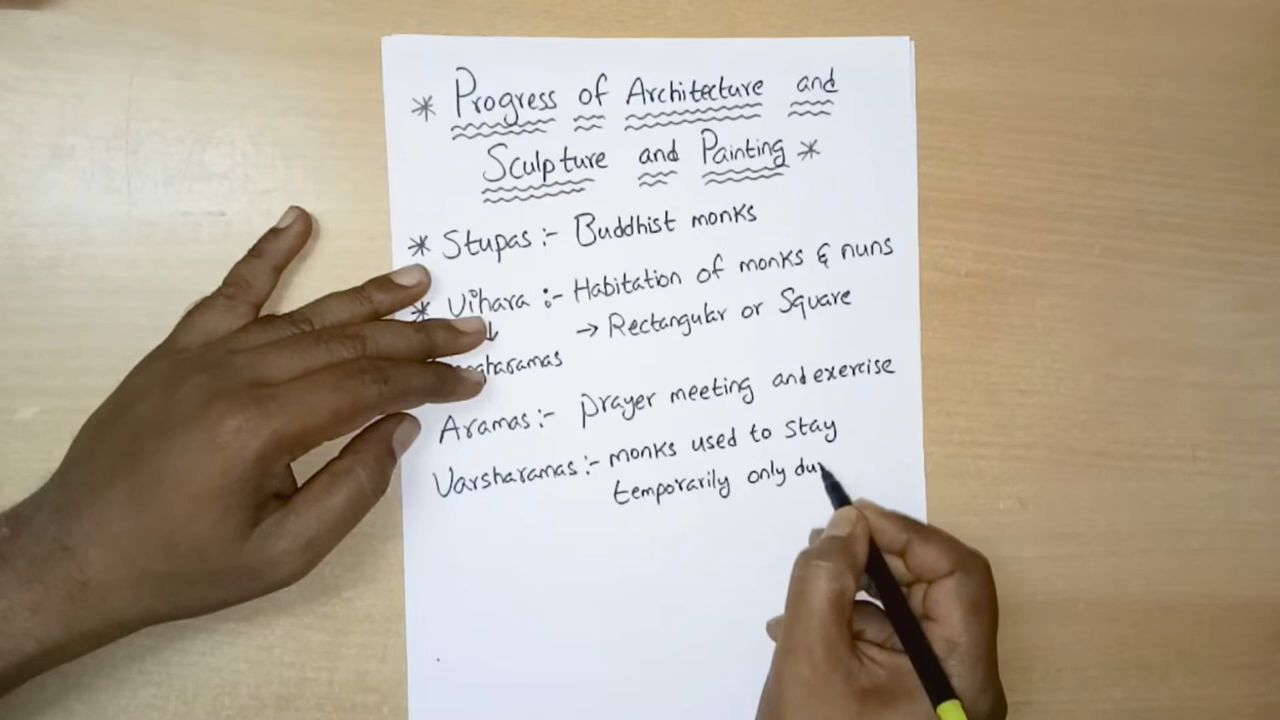 * Progress of Architecture and
Sculpture and Painting *
* Stupas :- Buddhist monks
* Vihara :- Habitation of monks & nuns
↓ → Rectangular or Square
Aramas :- prayer meeting and exercise
Varsharamas :- monks used to stay
temporarily only du